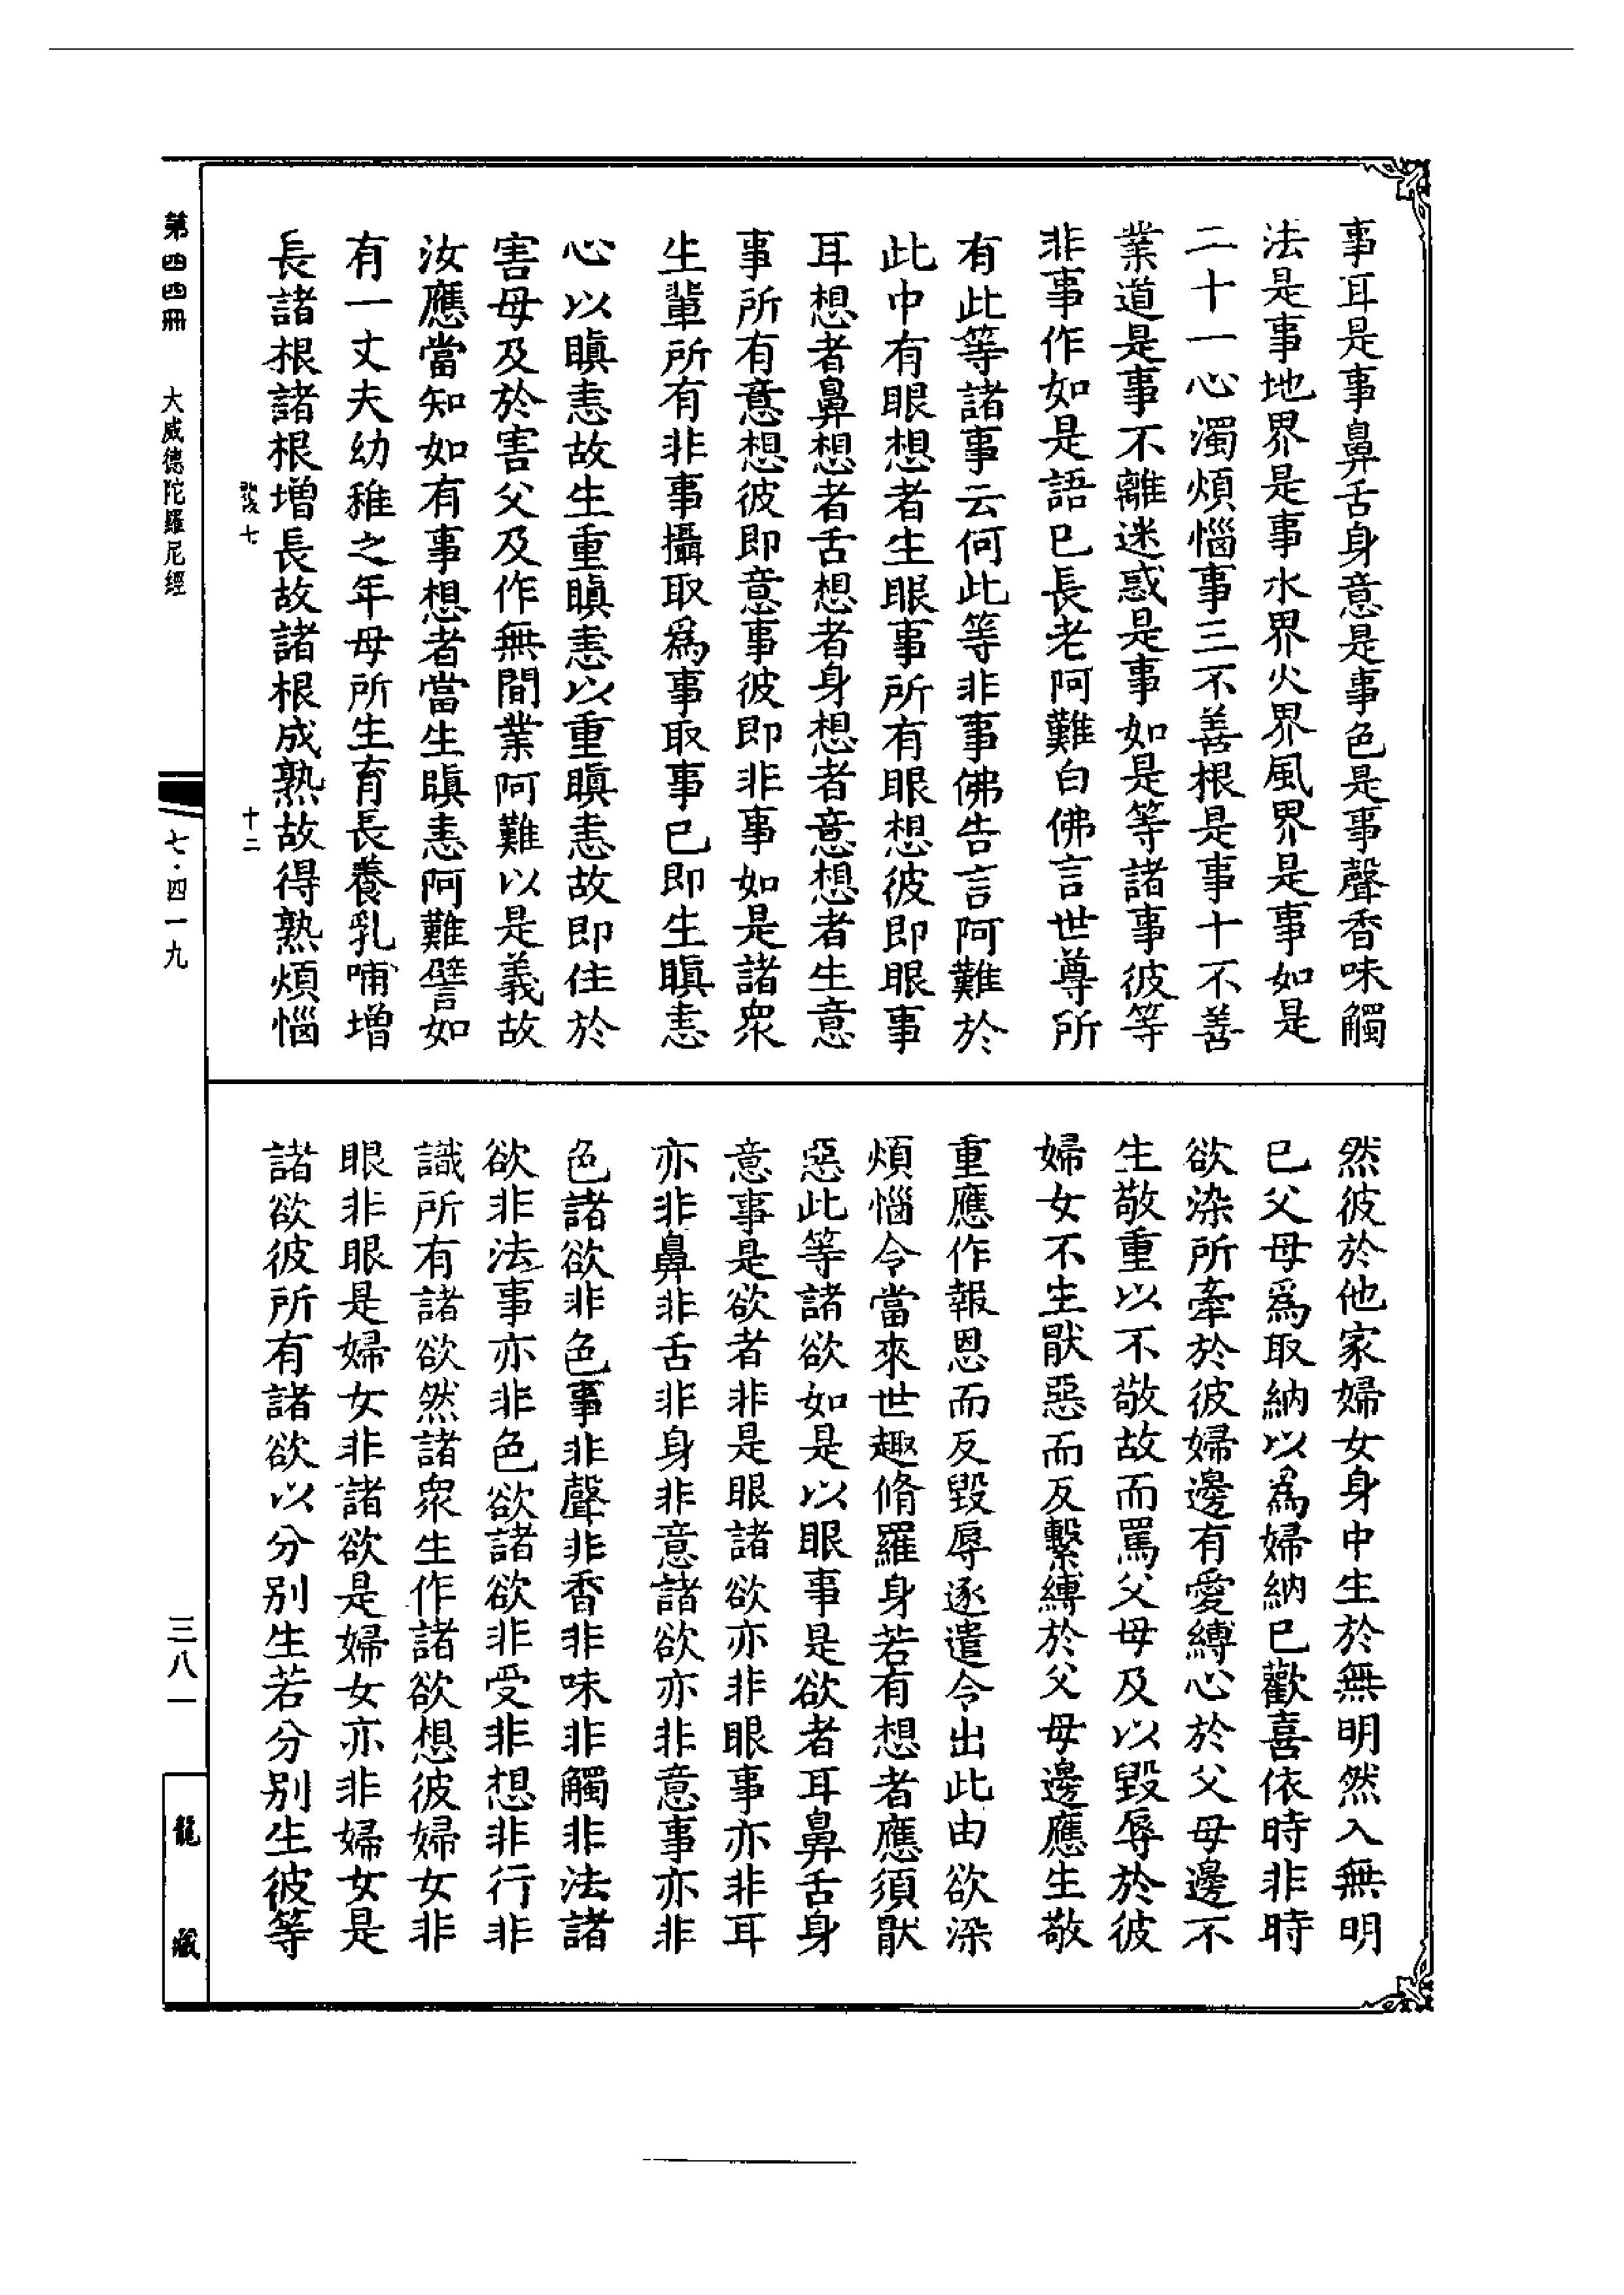 事耳是事鼻舌身意是事色是事聲香味觸
法是事地界是事水界火界風界是事如是
二十一心濁煩惱事三不善根是事十不善
業道是事不離迷惑是事如是等諸事彼等
非事作如是語已長老阿難白佛言世尊所
有此等諸事云何此等非事佛告言阿難於
此中有眼想者生眼事所有眼想彼即眼事
耳想者鼻想者舌想者身想者意想者生意
事所有意想彼即意事彼即非事如是諸眾
生輩所有非事攝取為事取事已即生瞋恚
心以瞋恚故生重瞋恚以重瞋恚故即住於
害母及於害父及作無間業阿難以是義故
汝應當知如有事想者當生瞋恚阿難譬如
有一丈夫幼稚之年母所生育長養乳哺增
長諸根諸根增長故諸根成熟故得熟煩惱
然彼於他家婦女身中生於無明然入無明
已父母為取納以為婦納已歡喜依時非時
欲染所牽於彼婦邊有愛縛心於父母邊不
生敬重以不敬故而罵父母及以毀辱於彼
婦女不生猒惡而反繫縛於父母邊應生敬
重應作報恩而反毀辱逐遣令出此由欲染
煩惱令當來世趣脩羅身若有想者應須猒
惡此等諸欲如是以眼事是欲者耳鼻舌身
意事是欲者非是眼諸欲亦非眼事亦非耳
亦非鼻非舌非身非意諸欲亦非意事亦非
色諸欲非色事非聲非香非味非觸非法諸
欲非法事亦非色欲諸欲非受非想非行非
識所有諸欲然諸眾生作諸欲想彼婦女非
眼非眼是婦女非諸欲是婦女亦非婦女是
諸欲彼所有諸欲以分別生若分別生彼等
第四四冊　大威德陀羅尼經
七
十二
七·四一九
三八一
龍藏